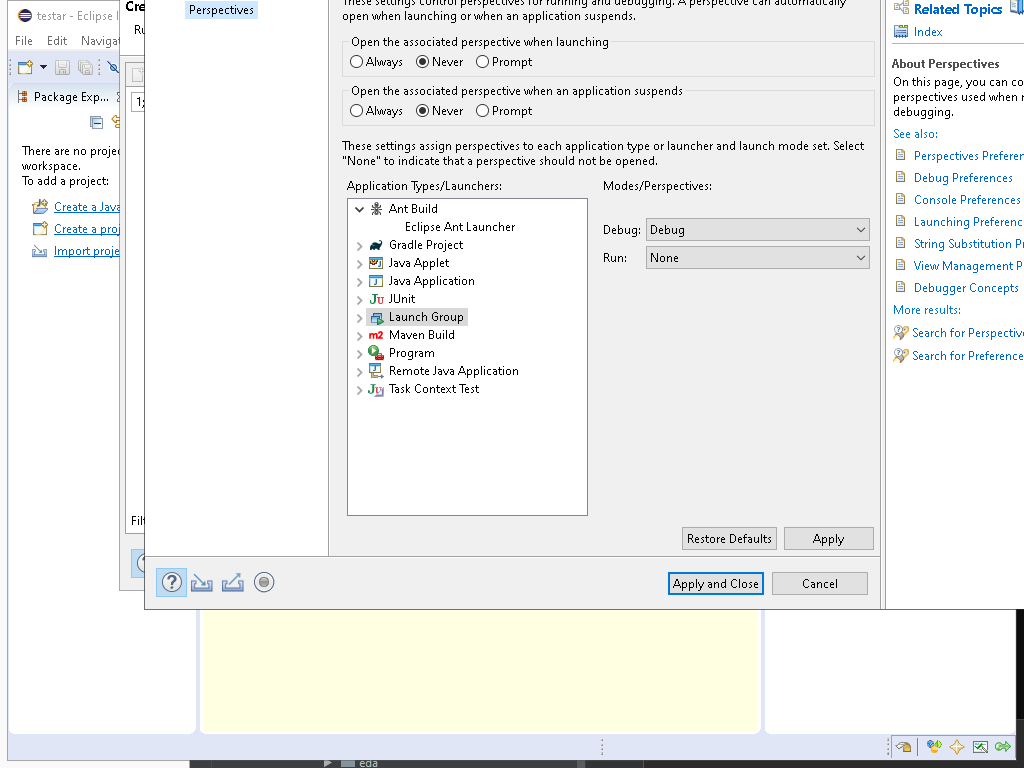 testar - Eclipse I
File Edit Navigat
Package Exp...
There are no proje
workspace.
To add a project:
Create a Java
Create a proj
Import proje
Cre
Ru
Filt
Perspectives
These settings control perspectives for running and debugging. A perspective can automatically
open when launching or when an application suspends.
Open the associated perspective when launching
Always Never Prompt
Open the associated perspective when an application suspends
Always Never Prompt
These settings assign perspectives to each application type or launcher and launch mode set. Select
"None" to indicate that a perspective should not be opened.
Application Types/Launchers:
Ant Build
Eclipse Ant Launcher
Gradle Project
Java Applet
Java Application
JUnit
Launch Group
m2 Maven Build
Program
Remote Java Application
Task Context Test
Modes/Perspectives:
Debug: Debug
Run: None
Restore Defaults Apply
Apply and Close Cancel
Related Topics
Index
About Perspectives
On this page, you can co
perspectives used when r
debugging.
See also:
Perspectives Preferen
Debug Preferences
Console Preferences
Launching Preferenc
String Substitution Pr
View Management P
Debugger Concepts
More results:
Search for Perspective
Search for Preference
eda